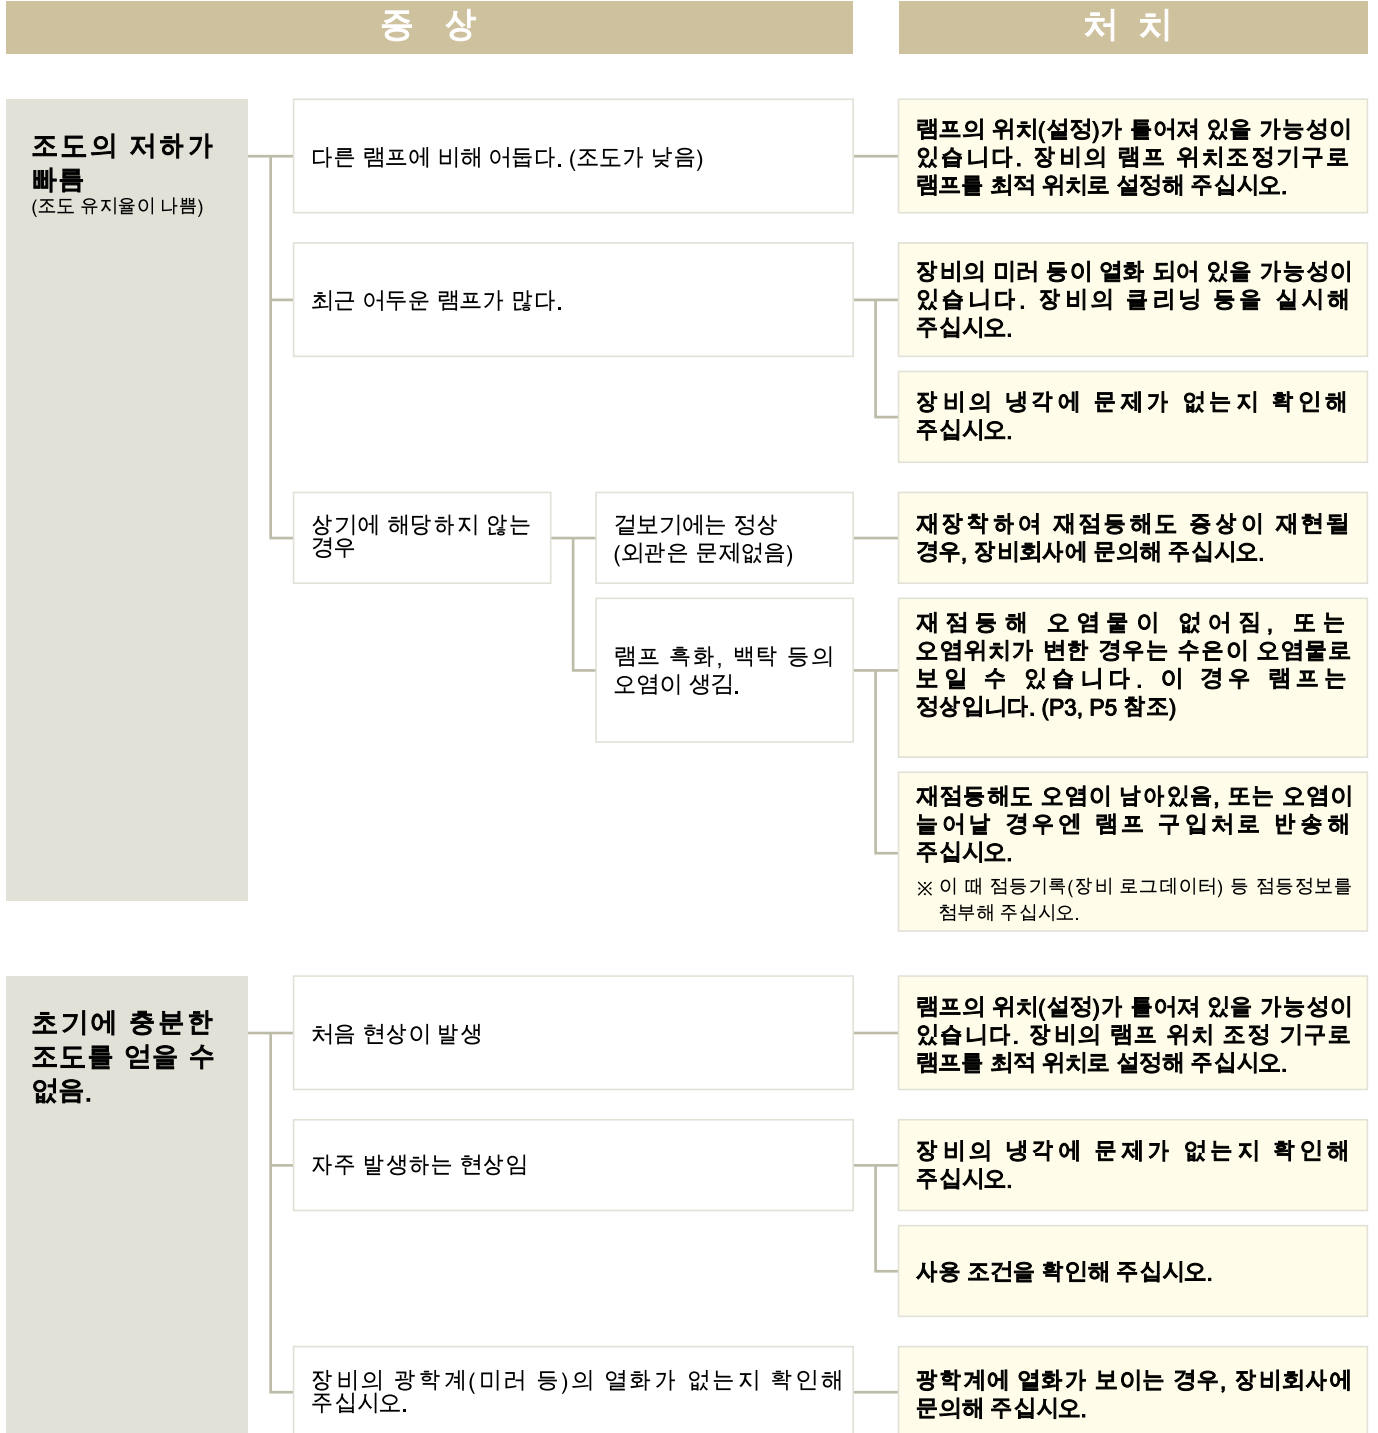 증 상
처 치
조도의 저하가
빠름
(조도 유지율이 나쁨)
다른 램프에 비해 어둡다. (조도가 낮음)
램프의 위치(설정)가 틀어져 있을 가능성이
있습니다. 장비의 램프 위치조정기구로
램프를 최적 위치로 설정해 주십시오.
최근 어두운 램프가 많다.
장비의 미러 등이 열화 되어 있을 가능성이
있습니다. 장비의 클리닝 등을 실시해
주십시오.
장비의 냉각에 문제가 없는지 확인해
주십시오.
상기에 해당하지 않는
경우
겉보기에는 정상
(외관은 문제없음)
재장착하여 재점등해도 증상이 재현될
경우, 장비회사에 문의해 주십시오.
램프 흑화, 백탁 등의
오염이 생김.
재점등해 오염물이 없어짐, 또는
오염위치가 변한 경우는 수은이 오염물로
보일 수 있습니다. 이 경우 램프는
정상입니다. (P3, P5 참조)
재점등해도 오염이 남아있음, 또는 오염이
늘어날 경우엔 램프 구입처로 반송해
주십시오.
※ 이 때 점등기록(장비 로그데이터) 등 점등정보를
첨부해 주십시오.
초기에 충분한
조도를 얻을 수
없음.
처음 현상이 발생
램프의 위치(설정)가 틀어져 있을 가능성이
있습니다. 장비의 램프 위치 조정 기구로
램프를 최적 위치로 설정해 주십시오.
자주 발생하는 현상임
장비의 냉각에 문제가 없는지 확인해
주십시오.
사용 조건을 확인해 주십시오.
장비의 광학계(미러 등)의 열화가 없는지 확인해
주십시오.
광학계에 열화가 보이는 경우, 장비회사에
문의해 주십시오.